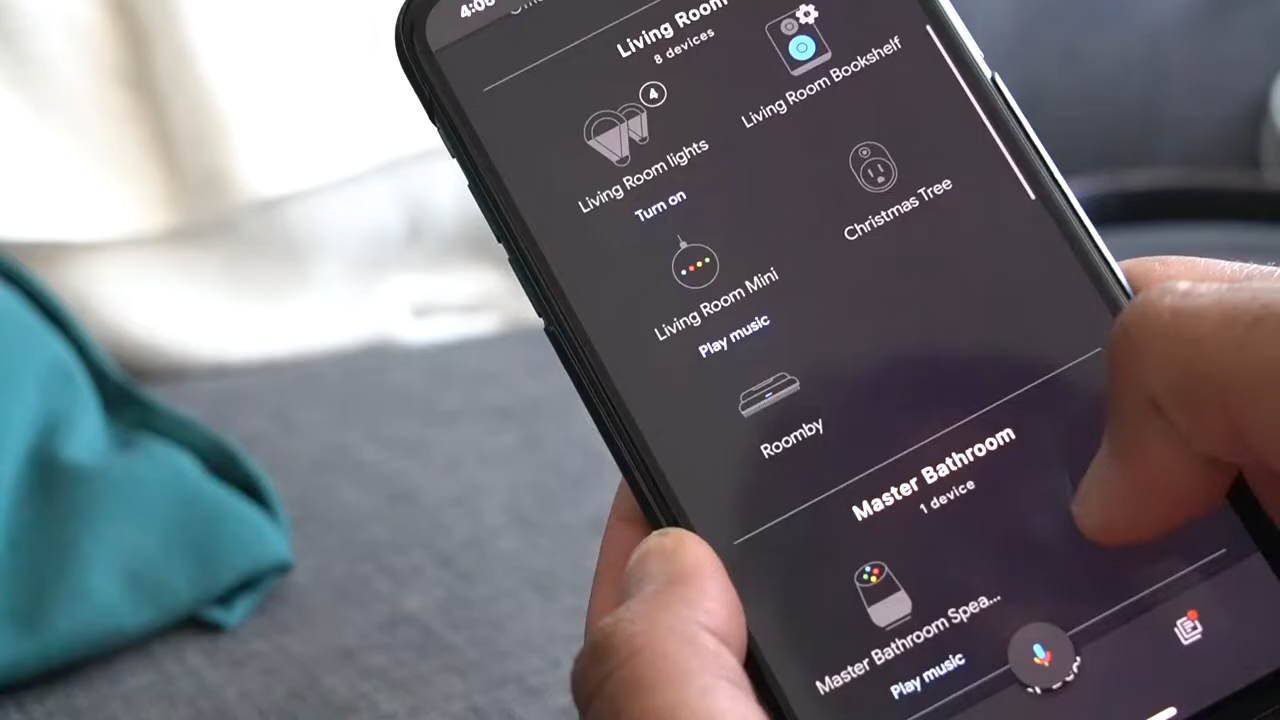 Living Room
8 devices
4
Living Room lights
Turn on
Living Room Bookshelf
Living Room Mini
Play music
Christmas Tree
Roomby
Master Bathroom
1 device
Master Bathroom Spea...
Play music